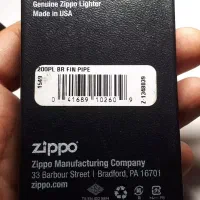 Genuine Zippo Lighter
Made in USA
200PL BR FIN PIPE
1541
0 41689 10260 9
zippo
Zippo Manufacturing Company
33 Barbour Street | Bradford, PA 16701
zippo.com